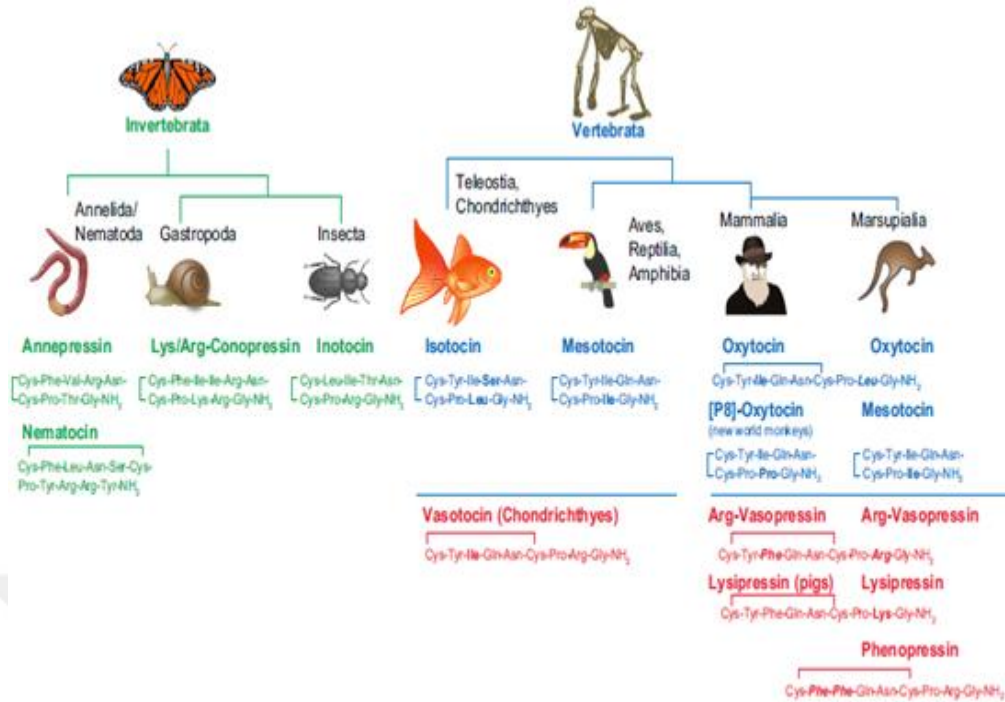 Invertebrata
Vertebrata
Annelida/
Nematoda
Gastropoda
Insecta
Teleostia,
Chondrichthyes
Aves,
Reptilia,
Amphibia
Mammalia
Marsupialia
Annepressin
Cys-Phe-Val-Arg-Asn-
Cys-Pro-Thr-Gly-NH₂
Nematocin
Cys-Phe-Leu-Asn-Ser-Cys-
Pro-Tyr-Arg-Arg-Tyr-NH₂
Lys/Arg-Conopressin
Cys-Phe-Ile-Ile-Arg-Asn-
Cys-Pro-Lys-Arg-Gly-NH₂
Inotocin
Cys-Leu-Ile-Thr-Asn-
Cys-Pro-Arg-Gly-NH₂
Isotocin
Cys-Tyr-Ile-Ser-Asn-
Cys-Pro-Leu-Gly-NH₂
Mesotocin
Cys-Tyr-Ile-Gln-Asn-
Cys-Pro-Ile-Gly-NH₂
Oxytocin
Cys-Tyr-Ile-Gln-Asn-Cys-Pro-Leu-Gly-NH₂
[P8]-Oxytocin
(new world monkeys)
Cys-Tyr-Ile-Gln-Asn-
Cys-Pro-Pro-Gly-NH₂
Oxytocin
Mesotocin
Cys-Tyr-Ile-Gln-Asn-
Cys-Pro-Ile-Gly-NH₂
Vasotocin (Chondrichthyes)
Cys-Tyr-Ile-Gln-Asn-Cys-Pro-Arg-Gly-NH₂
Arg-Vasopressin
Arg-Vasopressin
Cys-Tyr-Phe-Gln-Asn-Cys-Pro-Arg-Gly-NH₂
Lysipressin (pigs)
Lysipressin
Cys-Tyr-Phe-Gln-Asn-Cys-Pro-Lys-Gly-NH₂
Phenopressin
Cys-Phe-Phe-Gln-Asn-Cys-Pro-Arg-Gly-NH₂